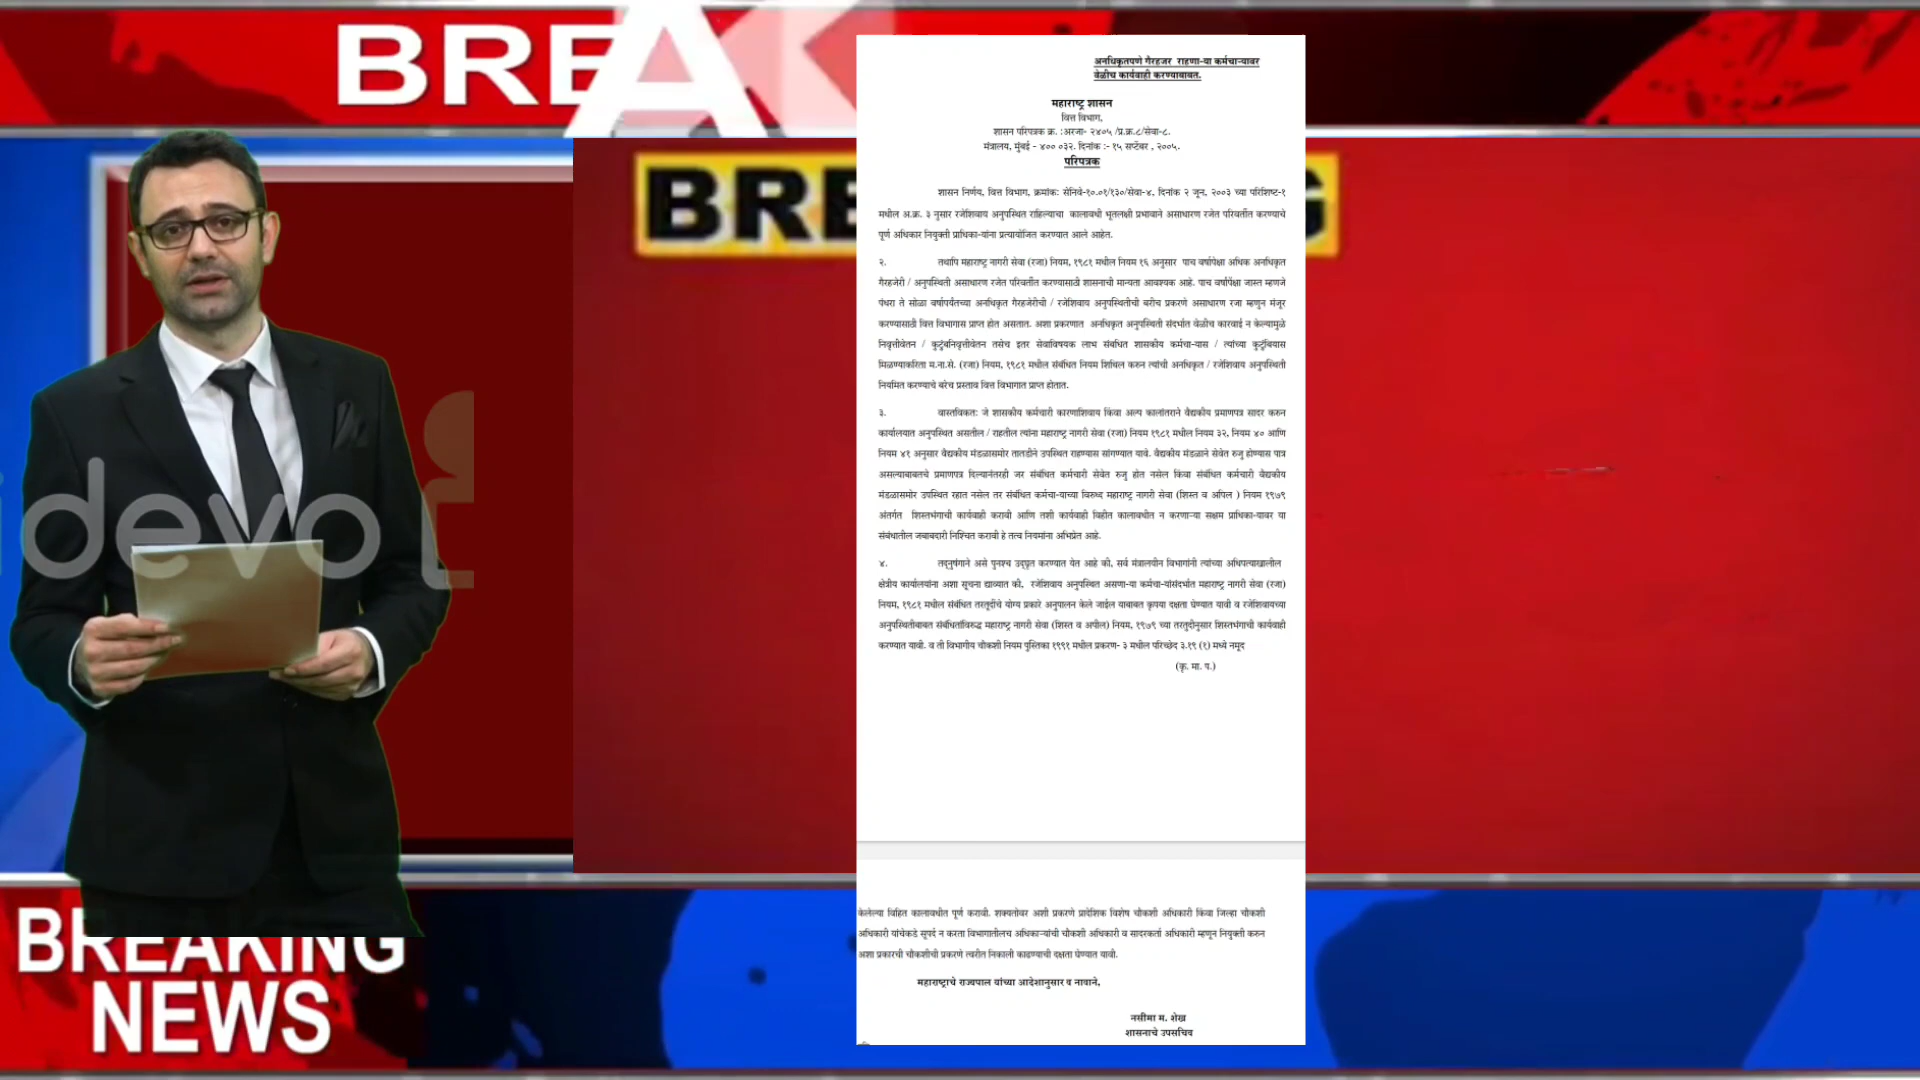 BREA
अनधिकृतपणे गैरहजर राहणा-या कर्मचाऱ्यावर
वेळीच कार्यवाही करण्याबाबत.
महाराष्ट्र शासन
वित्त विभाग,
शासन परिपत्रक क्र. :अरजा- २४०५ /प्र.क्र.८/सेवा-८.
मंत्रालय, मुंबई - ४०० ०३२. दिनांक :- १५ सप्टेंबर , २००५.
परिपत्रक
BRE
G
शासन निर्णय, वित्त विभाग, क्रमांक: सेनिवे-१०.०१/१३०/सेवा-४, दिनांक २ जून, २००३ च्या परिशिष्ट-१
मधील अ.क्र. ३ नुसार रजेशिवाय अनुपस्थित राहिल्याचा कालावधी भूतलक्षी प्रभावाने असाधारण रजेत परिवर्तीत करण्याचे
पूर्ण अधिकार नियुक्ती प्राधिका-यांना प्रत्यायोजित करण्यात आले आहेत.
२. तथापि महाराष्ट्र नागरी सेवा (रजा) नियम, १९८१ मधील नियम १६ अनुसार पाच वर्षापेक्षा अधिक अनधिकृत
गैरहजेरी / अनुपस्थिती असाधारण रजेत परिवर्तीत करण्यासाठी शासनाची मान्यता आवश्यक आहे. पाच वर्षापेक्षा जास्त म्हणजे
पंधरा ते सोळा वर्षापर्यंतच्या अनधिकृत गैरहजेरीची / रजेशिवाय अनुपस्थितीची बरीच प्रकरणे असाधारण रजा म्हणुन मंजूर
करण्यासाठी वित्त विभागास प्राप्त होत असतात. अशा प्रकरणात अनधिकृत अनुपस्थिती संदर्भात वेळीच कारवाई न केल्यामुळे
निवृत्तीवेतन / कुटुंबनिवृत्तीवेतन तसेच इतर सेवाविषयक लाभ संबधित शासकीय कर्मचा-यास / त्यांच्या कुटुंबियास
मिळण्याकरिता म.ना.से. (रजा) नियम, १९८१ मधील संबंधित नियम शिथिल करुन त्यांची अनधिकृत / रजेशिवाय अनुपस्थिती
नियमित करण्याचे बरेच प्रस्ताव वित्त विभागात प्राप्त होतात.
३. वास्तविकत: जे शासकीय कर्मचारी कारणाशिवाय किंवा अल्प कालांतराने वैद्यकीय प्रमाणपत्र सादर करुन
कार्यालयात अनुपस्थित असतील / राहतील त्यांना महाराष्ट्र नागरी सेवा (रजा) नियम १९८१ मधील नियम ३२, नियम ४० आणि
नियम ४१ अनुसार वैद्यकीय मंडळासमोर तातडीने उपस्थित राहण्यास सांगण्यात यावे. वैद्यकीय मंडळाने सेवेत रुजु होण्यास पात्र
असल्याबाबतचे प्रमाणपत्र दिल्यानंतरही जर संबंधित कर्मचारी सेवेत रुजु होत नसेल किंवा संबंधित कर्मचारी वैद्यकीय
मंडळासमोर उपस्थित रहात नसेल तर संबंधित कर्मचा-याच्या विरुध्द महाराष्ट्र नागरी सेवा (शिस्त व अपिल ) नियम १९७९
अंतर्गत शिस्तभंगाची कार्यवाही करावी आणि तशी कार्यवाही विहीत कालावधीत न करणाऱ्या सक्षम प्राधिका-यावर या
संबंधातील जबाबदारी निश्चित करावी हे तत्व नियमांना अभिप्रेत आहे.
४. तद्नुषंगाने असे पुनश्च उद्घृत करण्यात येत आहे की, सर्व मंत्रालयीन विभागांनी त्यांच्या अधिपत्याखालील
क्षेत्रीय कार्यालयांना अशा सूचना द्याव्यात की, रजेशिवाय अनुपस्थित असणा-या कर्मचा-यांसंदर्भात महाराष्ट्र नागरी सेवा (रजा)
नियम, १९८१ मधील संबंधित तरतूदींचे योग्य प्रकारे अनुपालन केले जाईल याबाबत कृपया दक्षता घेण्यात यावी व रजेशिवायच्या
अनुपस्थितीबाबत संबंधितांविरुद्ध महाराष्ट्र नागरी सेवा (शिस्त व अपील) नियम, १९७९ च्या तरतुदीनुसार शिस्तभंगाची कार्यवाही
करण्यात यावी. व ती विभागीय चौकशी नियम पुस्तिका १९९१ मधील प्रकरण- ३ मधील परिच्छेद ३.१९ (१) मध्ये नमूद
(कृ. मा. प.)
idevo
केलेल्या विहित कालावधीत पूर्ण करावी. शक्यतोवर अशी प्रकरणे प्रादेशिक विशेष चौकशी अधिकारी किंवा जिल्हा चौकशी
अधिकारी यांचेकडे सुपर्द न करता विभागातीलच अधिकाऱ्यांची चौकशी अधिकारी व सादरकर्ता अधिकारी म्हणून नियुक्ती करुन
अशा प्रकारची चौकशीची प्रकरणे त्वरीत निकाली काढण्याची दक्षता घेण्यात यावी.
महाराष्ट्राचे राज्यपाल यांच्या आदेशानुसार व नावाने,
नसीमा म. शेख
शासनाचे उपसचिव
BREAKING
NEWS